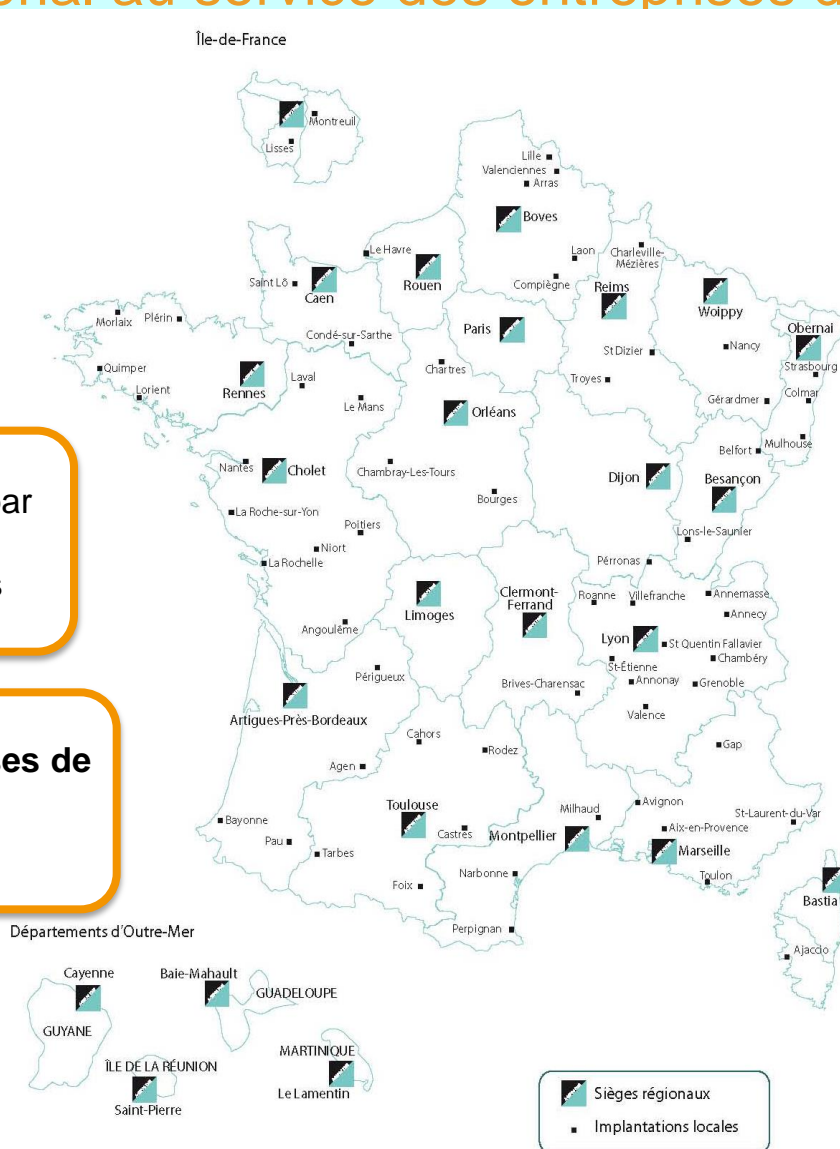 au service des entreprises d
Île-de-France
Montreuil
Lisses
Lille
Valenciennes
Arras
Boves
Le Havre
Laon
Charleville-
Mézières
Saint Lô
Caen
Rouen
Compiègne
Reims
Woippy
Morlaix
Plérin
Condé-sur-Sarthe
Paris
Obernai
Nancy
St Dizier
Strasbourg
Quimper
Rennes
Laval
Chartres
Troyes
Lorient
Le Mans
Orléans
Gérardmer
Colmar
Belfort
Mulhouse
Nantes
Cholet
Chambray-Les-Tours
Dijon
Besançon
ar
Bourges
La Roche-sur-Yon
Poitiers
Lons-le-Saunier
Niort
La Rochelle
Pérronas
s
Limoges
Clermont-
Ferrand
Roanne
Villefranche
Annemasse
Annecy
Angoulême
Lyon
St Quentin Fallavier
Chambéry
St-Étienne
Périgueux
Brives-Charensac
Annonay
Grenoble
Artigues-Près-Bordeaux
Valence
Cahors
Rodez
Gap
es de
Agen
Toulouse
Milhaud
Avignon
St-Laurent-du-Var
Bayonne
Castres
Montpellier
Aix-en-Provence
Pau
Tarbes
Marseille
Foix
Narbonne
Toulon
Bastia
Perpignan
Départements d'Outre-Mer
Ajaccio
Cayenne
Baie-Mahault
GUADELOUPE
GUYANE
MARTINIQUE
ÎLE DE LA RÉUNION
Le Lamentin
Saint-Pierre
Sièges régionaux
Implantations locales